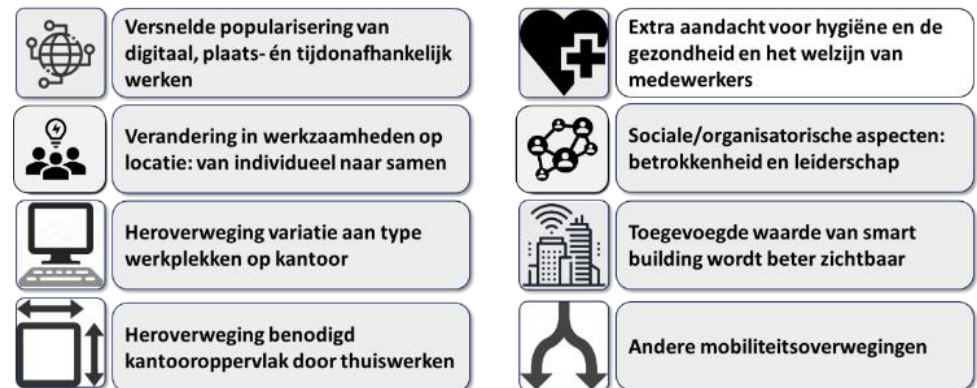 Versnelde popularisering van
digitaal, plaats- én tijdonafhankelijk
werken
Verandering in werkzaamheden op
locatie: van individueel naar samen
Heroverweging variatie aan type
werkplekken op kantoor
Heroverweging benodigd
kantooroppervlak door thuiswerken
Extra aandacht voor hygiëne en de
gezondheid en het welzijn van
medewerkers
Sociale/organisatorische aspecten:
betrokkenheid en leiderschap
Toegevoegde waarde van smart
building wordt beter zichtbaar
Andere mobiliteitsoverwegingen